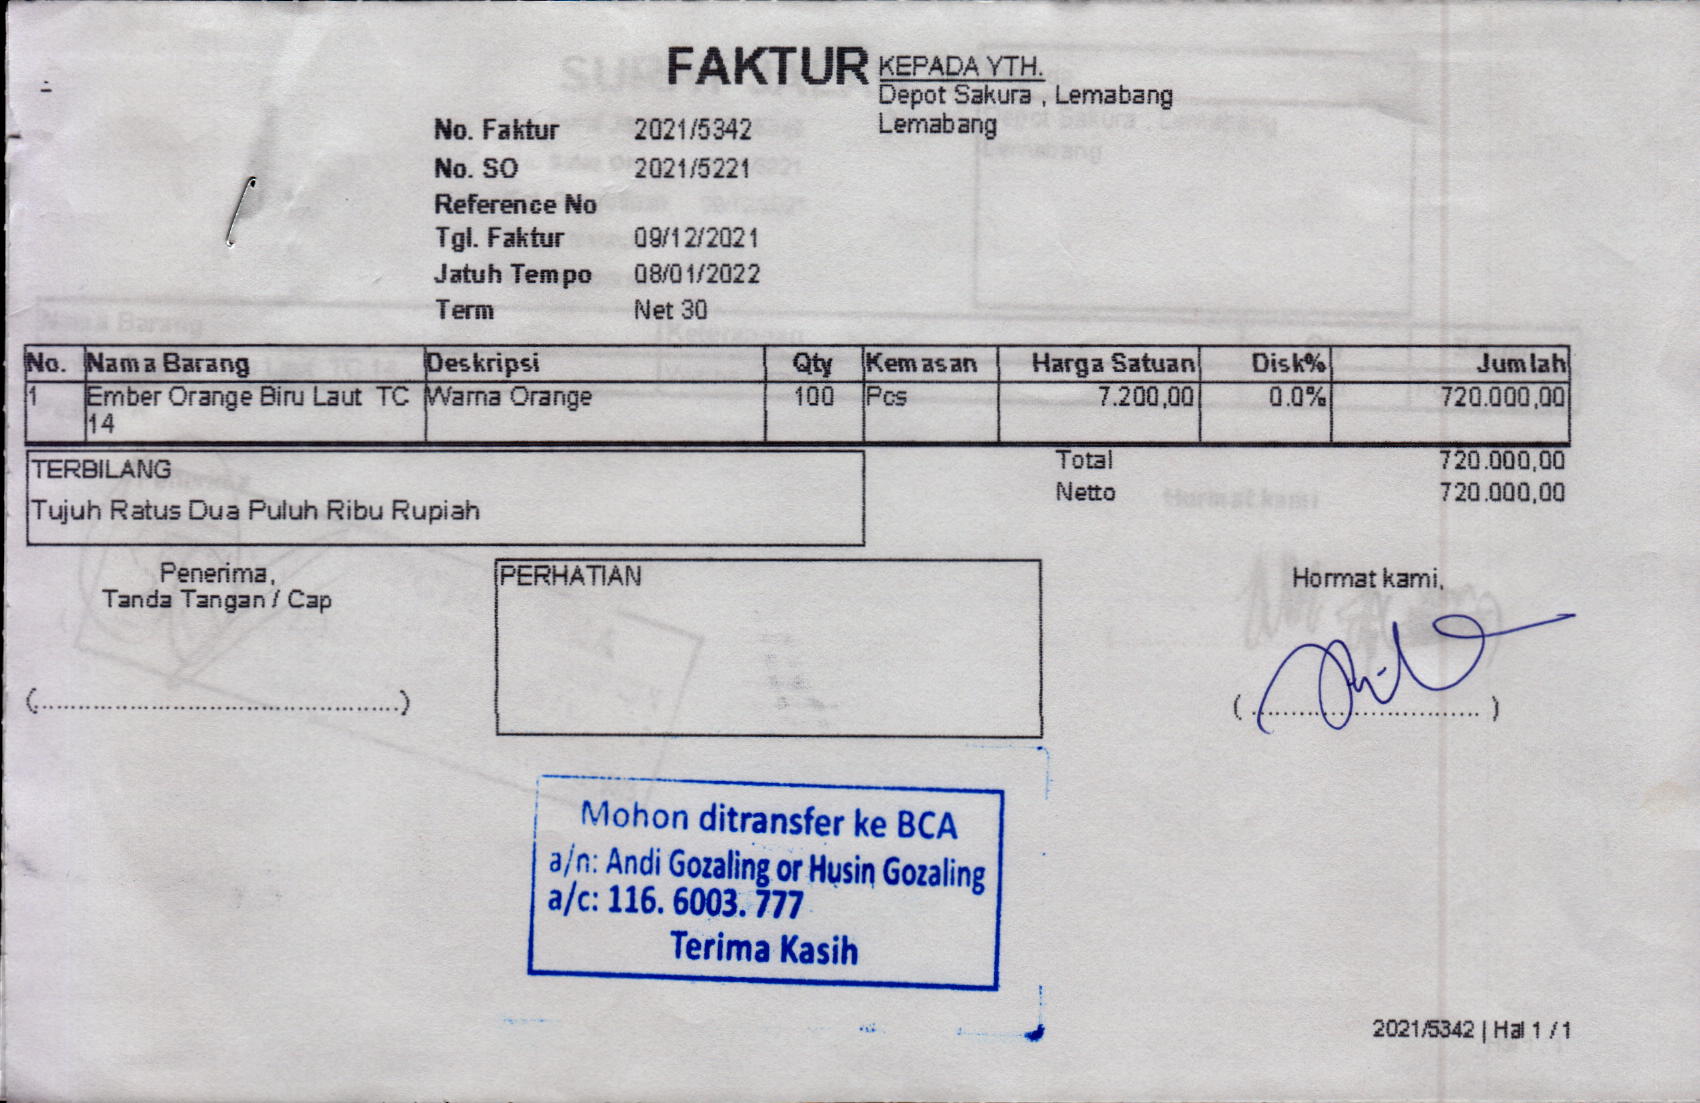 FAKTUR
KEPADA YTH.
Depot Sakura , Lemabang
Lemabang
No. Faktur 2021/5342
No. SO 2021/5221
Reference No
Tgl. Faktur 09/12/2021
Jatuh Tempo 08/01/2022
Term Net 30
No. Nama Barang Deskripsi Qty Kemasan Harga Satuan Disk% Jumlah
1 Ember Orange Biru Laut TC Warna Orange 100 Pcs 7.200,00 0.0% 720.000,00
14
TERBILANG
Tujuh Ratus Dua Puluh Ribu Rupiah
Total 720.000,00
Netto 720.000,00
Penerima,
Tanda Tangan / Cap
(..................................................)
PERHATIAN
Hormat kami,
(................................)
Mohon ditransfer ke BCA
a/n: Andi Gozaling or Husin Gozaling
a/c: 116. 6003. 777
Terima Kasih
2021/5342 | Hal 1 / 1